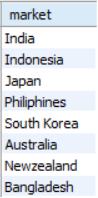 market
India
Indonesia
Japan
Philiphines
South Korea
Australia
Newzealand
Bangladesh